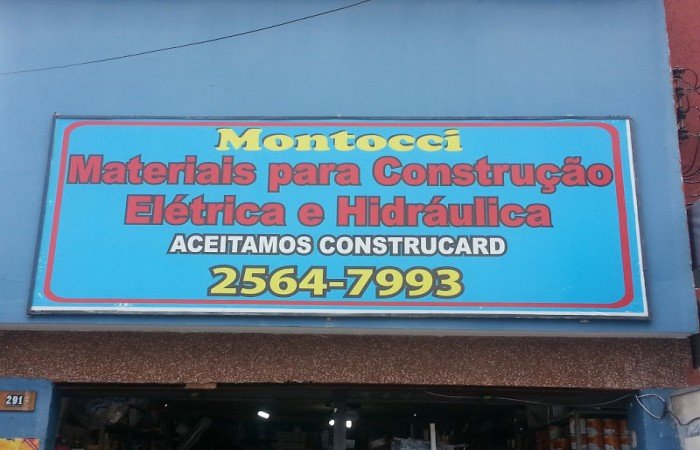 Montocci
Materiais para Construção
Elétrica e Hidráulica
ACEITAMOS CONSTRUCARD
2564-7993
291